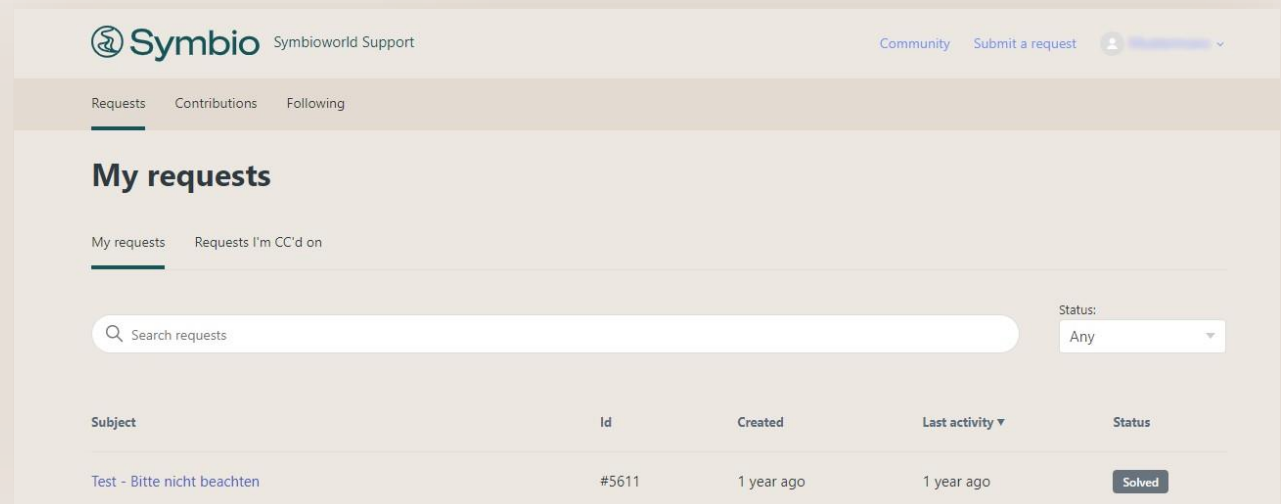 Symbio Symbioworld Support Community Submit a request
Requests Contributions Following
My requests
My requests Requests I'm CC'd on
Status:
Search requests Any
Subject Id Created Last activity ▼ Status
Test - Bitte nicht beachten #5611 1 year ago 1 year ago Solved